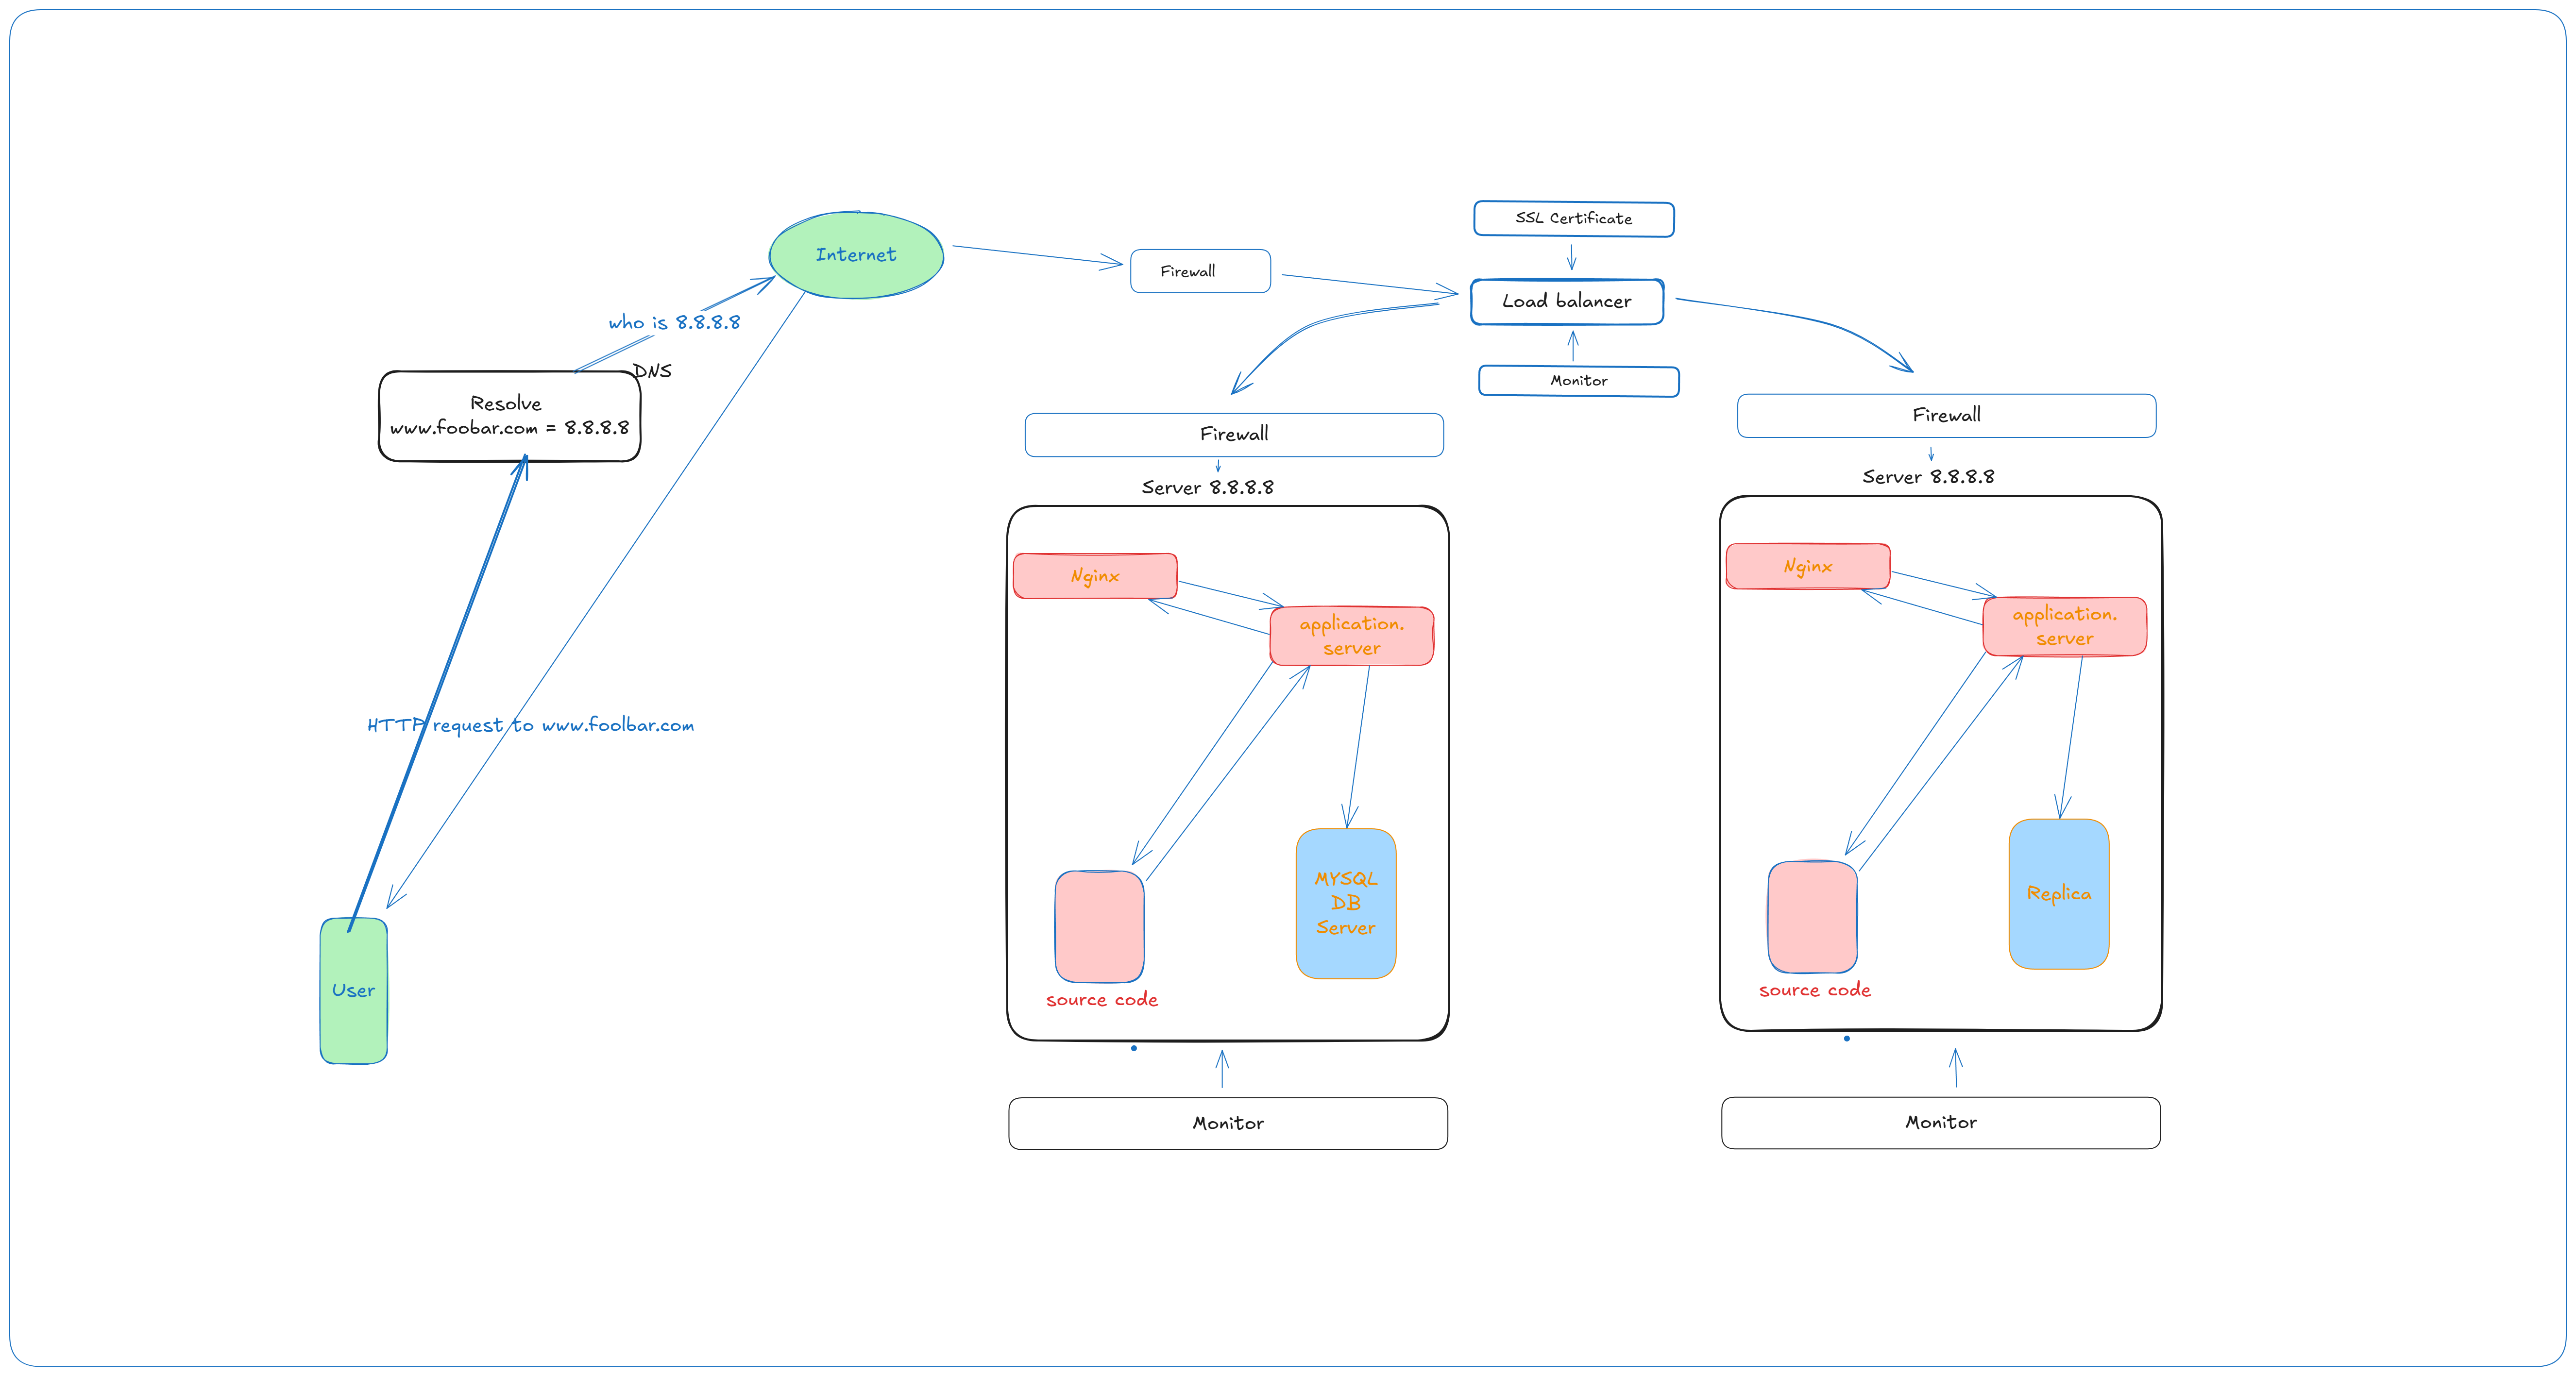 SSL Certificate
Internet
Firewall
Load balancer
who is 8.8.8.8
DNS
Monitor
Resolve
www.foobar.com = 8.8.8.8
Firewall
Firewall
Server 8.8.8.8
Server 8.8.8.8
Nginx
application.
server
Nginx
application.
server
HTTP request to www.foolbar.com
MYSQL
DB
Server
Replica
User
source code
source code
Monitor
Monitor